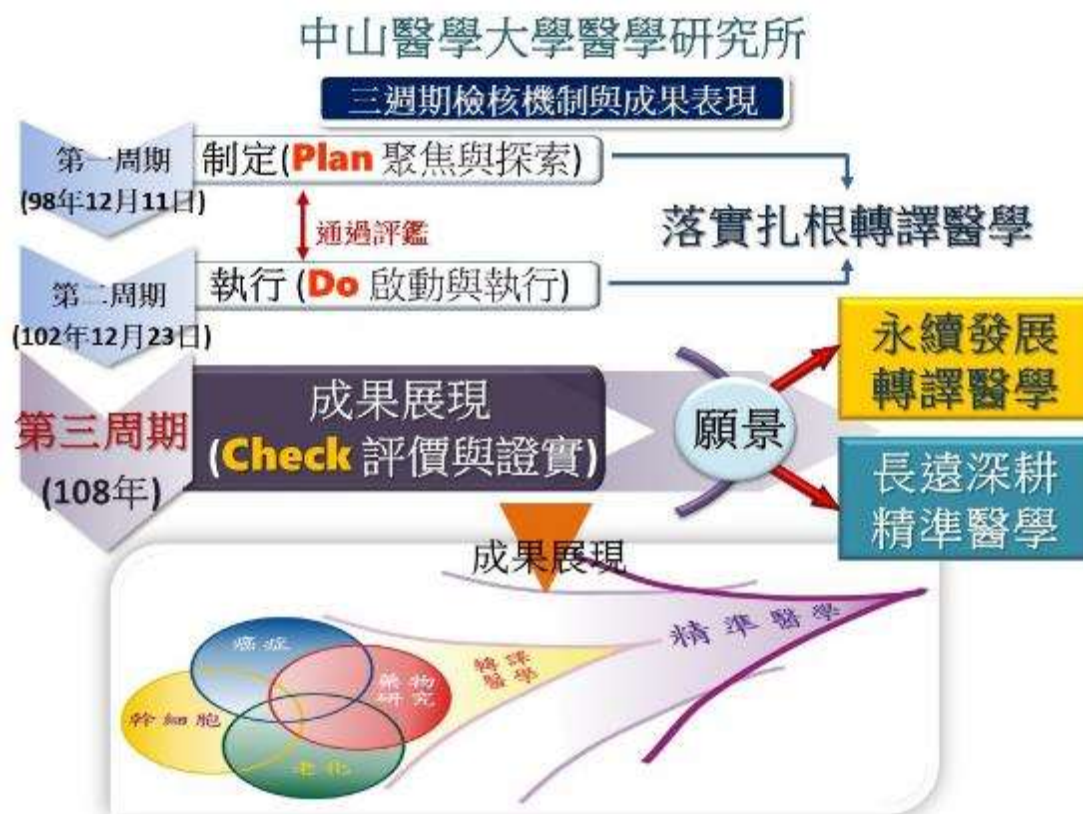 中山醫學大學醫學研究所
三週期檢核機制與成果表現
第一周期
(98年12月11日)
制定(Plan 聚焦與探索)
通過評鑑
落實扎根轉譯醫學
第二周期
(102年12月23日)
執行 (Do 啟動與執行)
第三周期
(108年)
成果展現
(Check 評價與證實)
願景
永續發展
轉譯醫學
長遠深耕
精準醫學
成果展現
癌症
幹細胞
藥物
研究
老化
轉譯
醫學
精準醫學